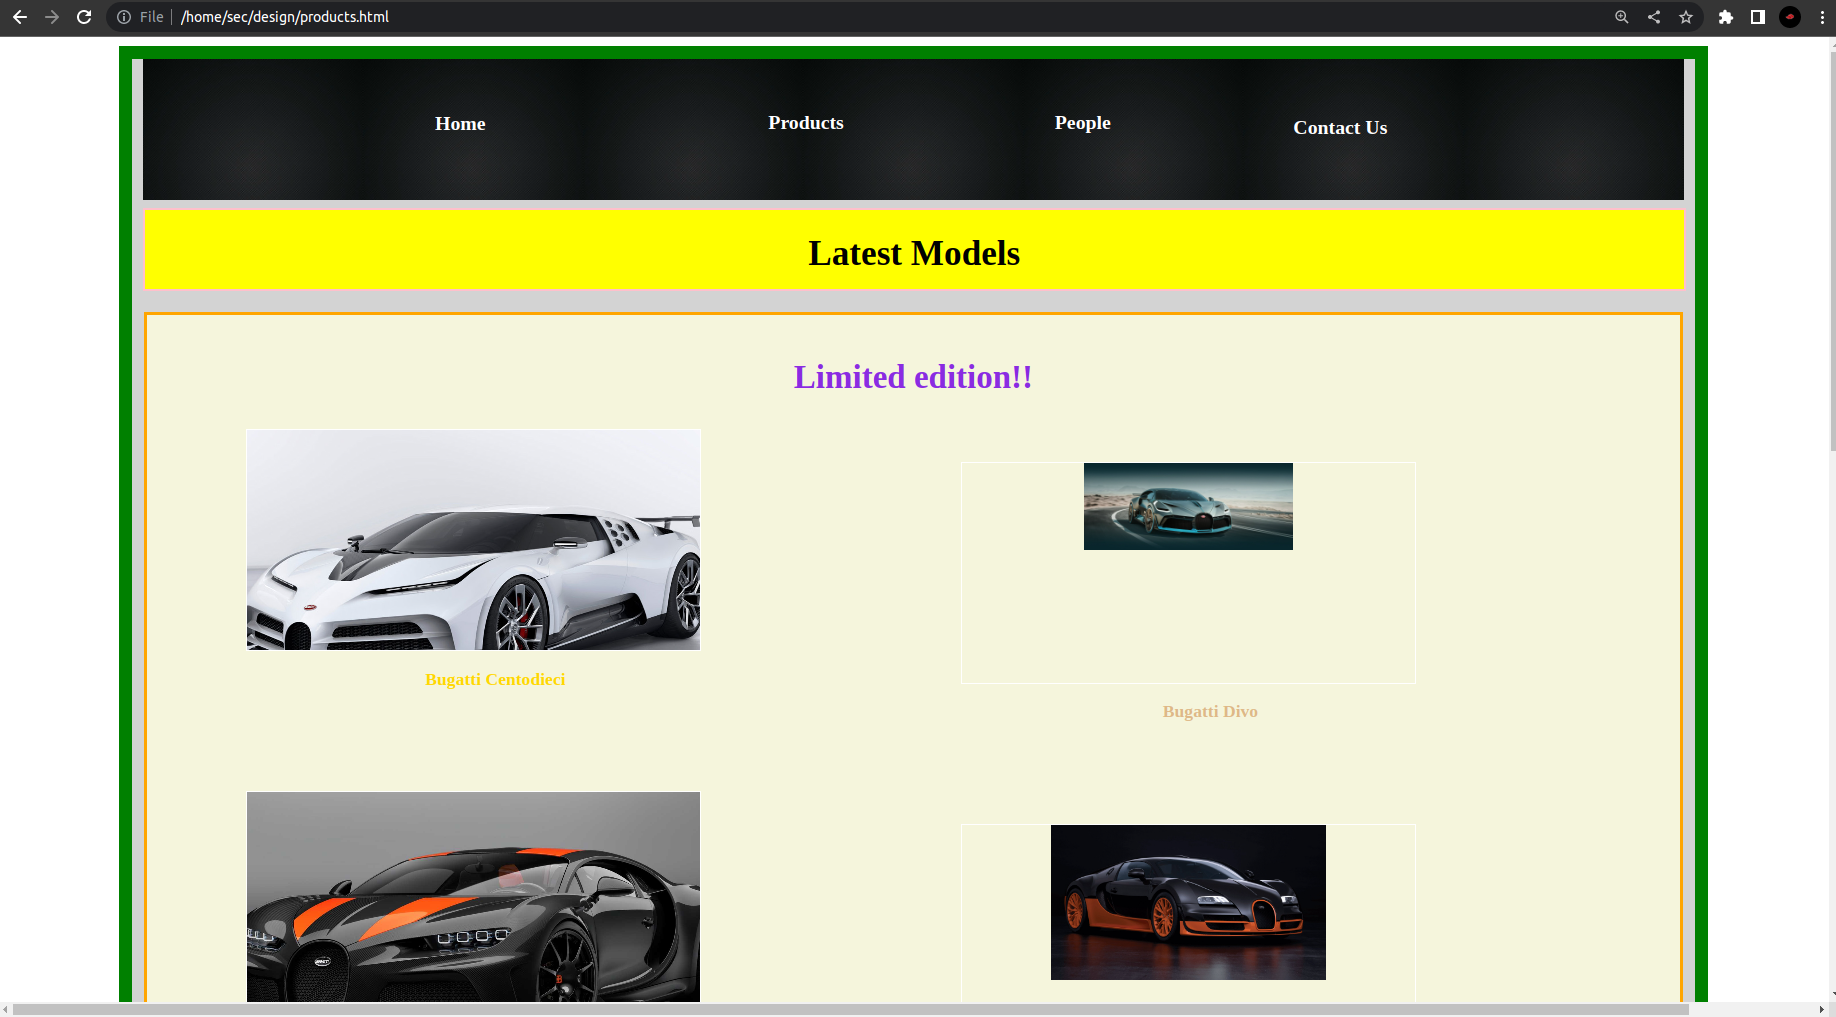 File
/home/sec/design/products.html
Home Products People Contact Us
Latest Models
Limited edition!!
Bugatti Centodieci
Bugatti Divo